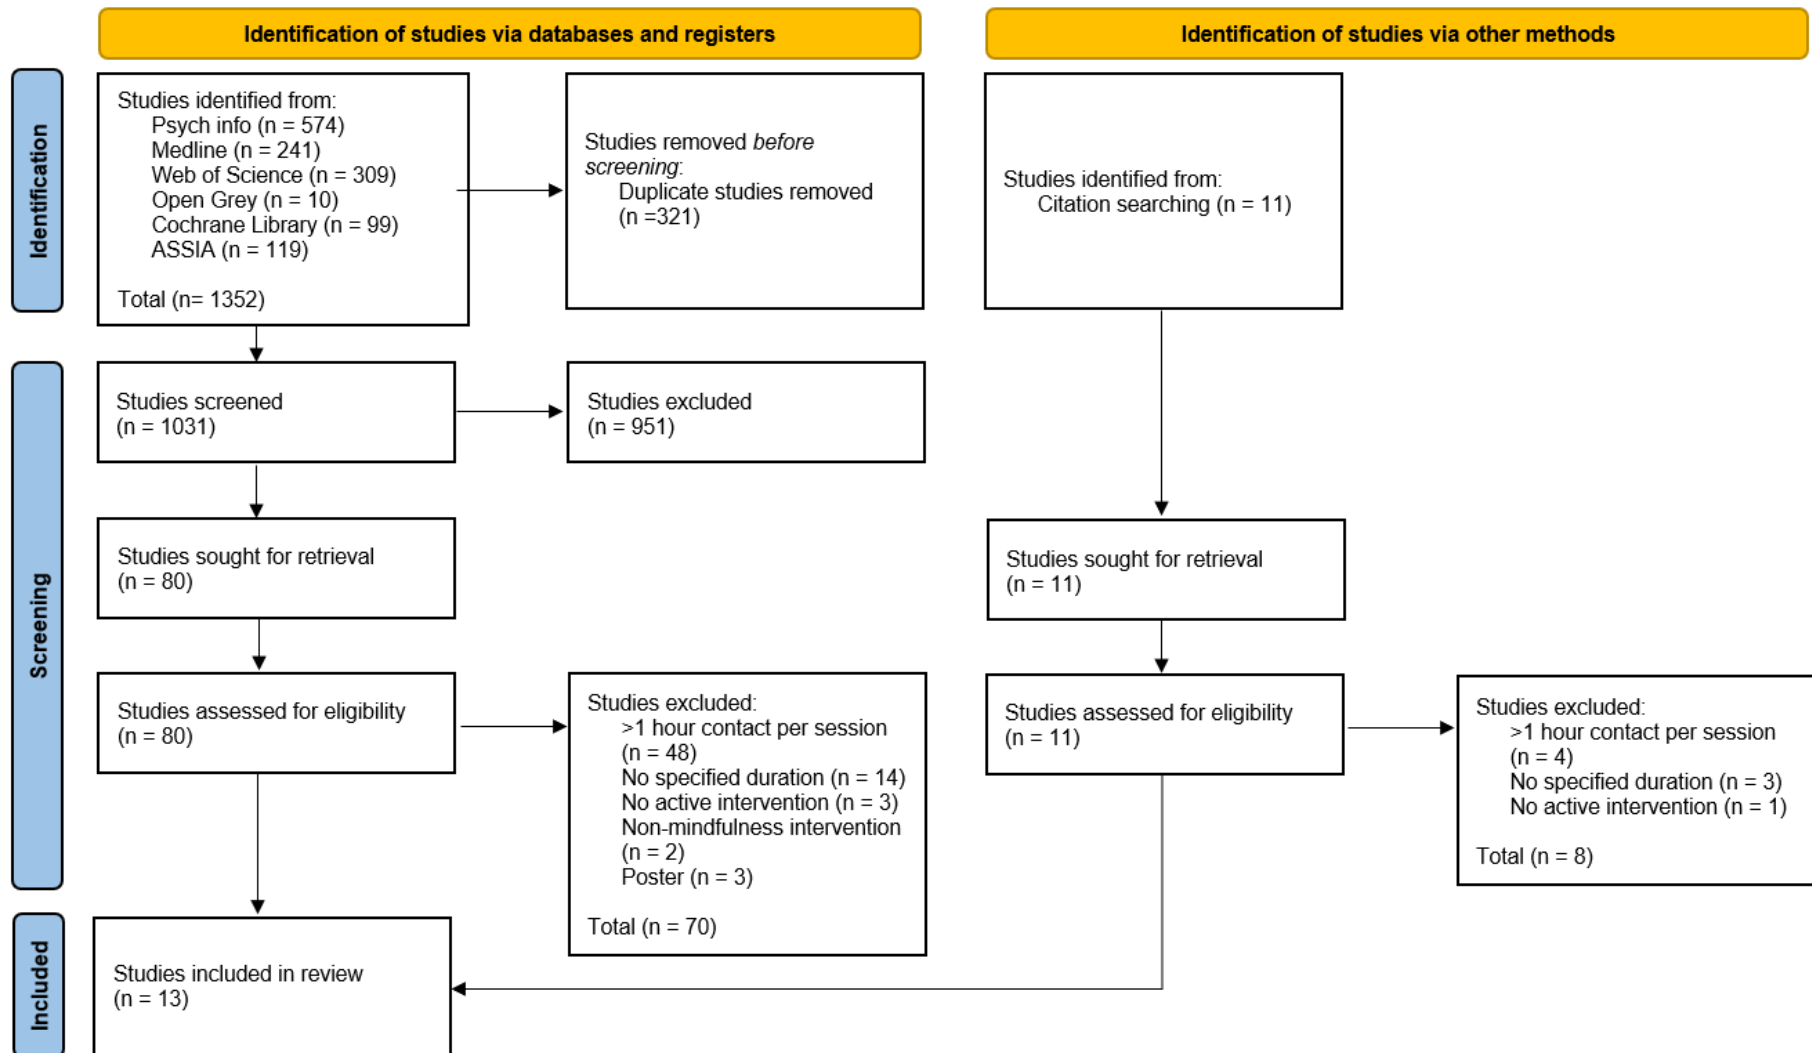 Identification of studies via databases and registers
Identification of studies via other methods
Identification
Studies identified from:
Psych info (n = 574)
Medline (n = 241)
Web of Science (n = 309)
Open Grey (n = 10)
Cochrane Library (n = 99)
ASSIA (n = 119)
Total (n= 1352)
Studies removed before
screening:
Duplicate studies removed
(n =321)
Studies identified from:
Citation searching (n = 11)
Screening
Studies screened
(n = 1031)
Studies excluded
(n = 951)
Studies sought for retrieval
(n = 80)
Studies sought for retrieval
(n = 11)
Studies assessed for eligibility
(n = 80)
Studies excluded:
>1 hour contact per session
(n = 48)
No specified duration (n = 14)
No active intervention (n = 3)
Non-mindfulness intervention
(n = 2)
Poster (n = 3)
Total (n = 70)
Studies assessed for eligibility
(n = 11)
Studies excluded:
>1 hour contact per session
(n = 4)
No specified duration (n = 3)
No active intervention (n = 1)
Total (n = 8)
Included
Studies included in review
(n = 13)